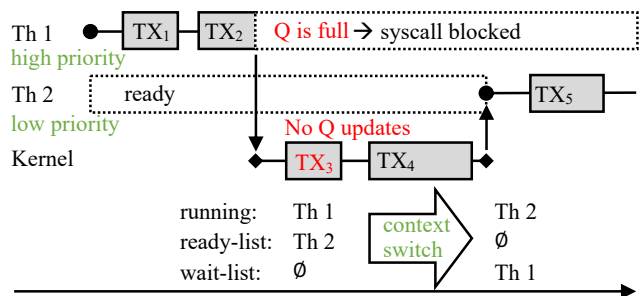 Th 1 TX₁ TX₂ Q is full → syscall blocked
high priority
Th 2 ready TX₅
low priority
No Q updates
Kernel TX₃ TX₄
running: Th 1 context Th 2
ready-list: Th 2 switch ∅
wait-list: ∅ Th 1